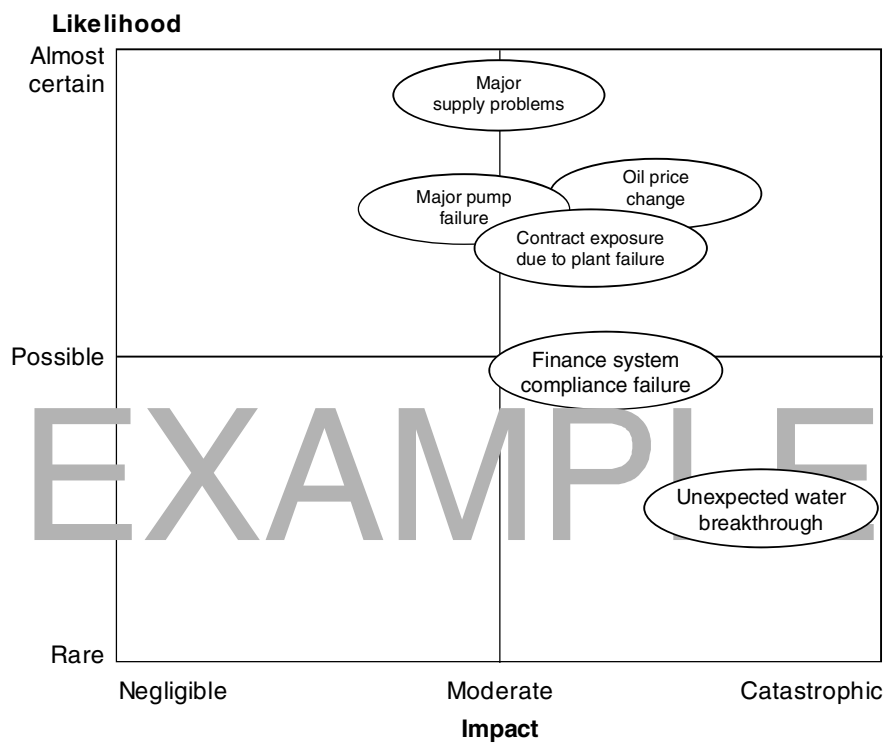 Likelihood
Almost
certain
Major
supply problems
Oil price
change
Major pump
failure
Contract exposure
due to plant failure
Possible
Finance system
compliance failure
EXAMPLE
Unexpected water
breakthrough
Rare
Negligible
Moderate
Catastrophic
Impact